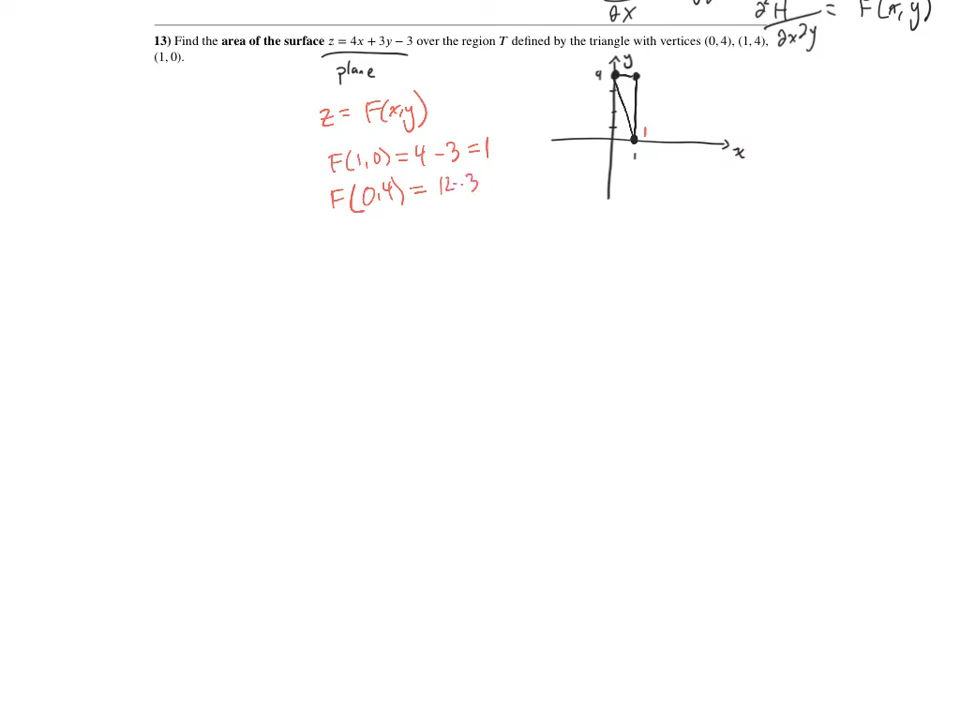 ∂x
∂²H
∂x∂y
= F(x, y)
13) Find the area of the surface z = 4x + 3y − 3 over the region T defined by the triangle with vertices (0, 4), (1, 4),
(1, 0).
plane
z = F(x,y)
F(1,0) = 4 - 3 = 1
F(0,4) = 12-.3
y
4
1
x
1